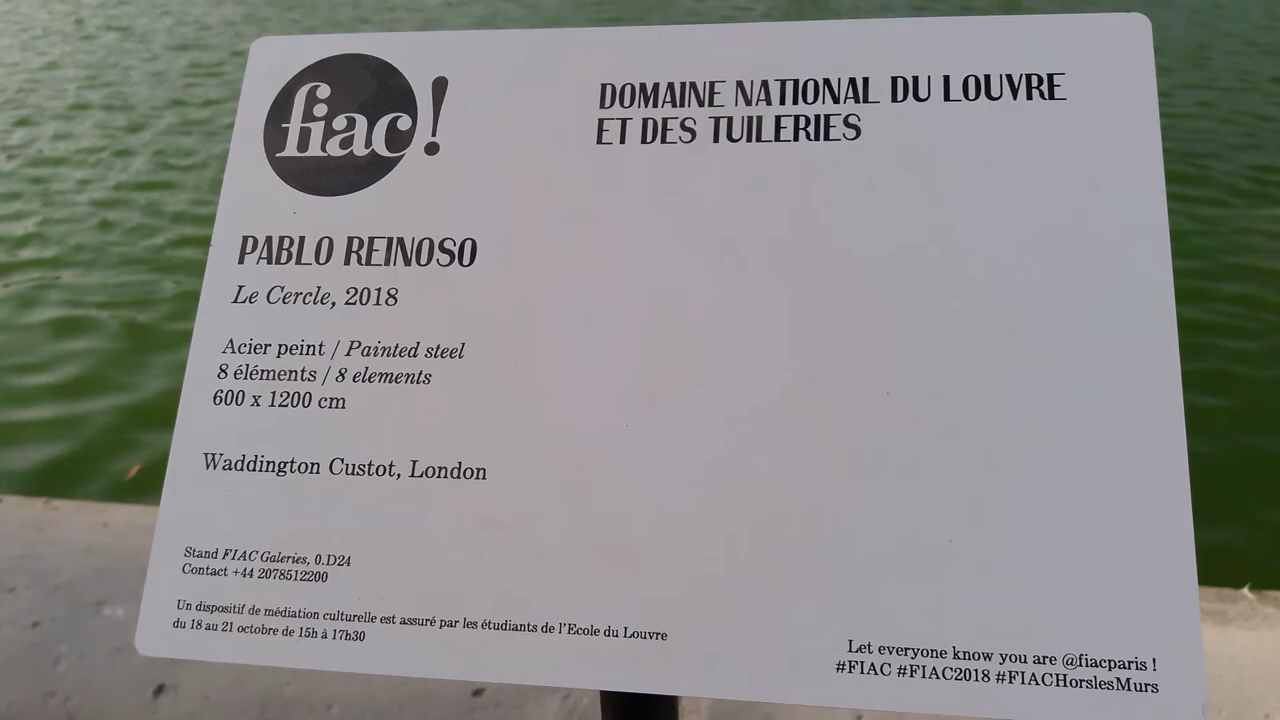 fiac!
DOMAINE NATIONAL DU LOUVRE
ET DES TUILERIES
PABLO REINOSO
Le Cercle, 2018
Acier peint / Painted steel
8 éléments / 8 elements
600 x 1200 cm
Waddington Custot, London
Stand FIAC Galeries, 0.D24
Contact +44 2078512200
Un dispositif de médiation culturelle est assuré par les étudiants de l'Ecole du Louvre
du 18 au 21 octobre de 15h à 17h30
Let everyone know you are @fiacparis !
#FIAC #FIAC2018 #FIACHorslesMurs